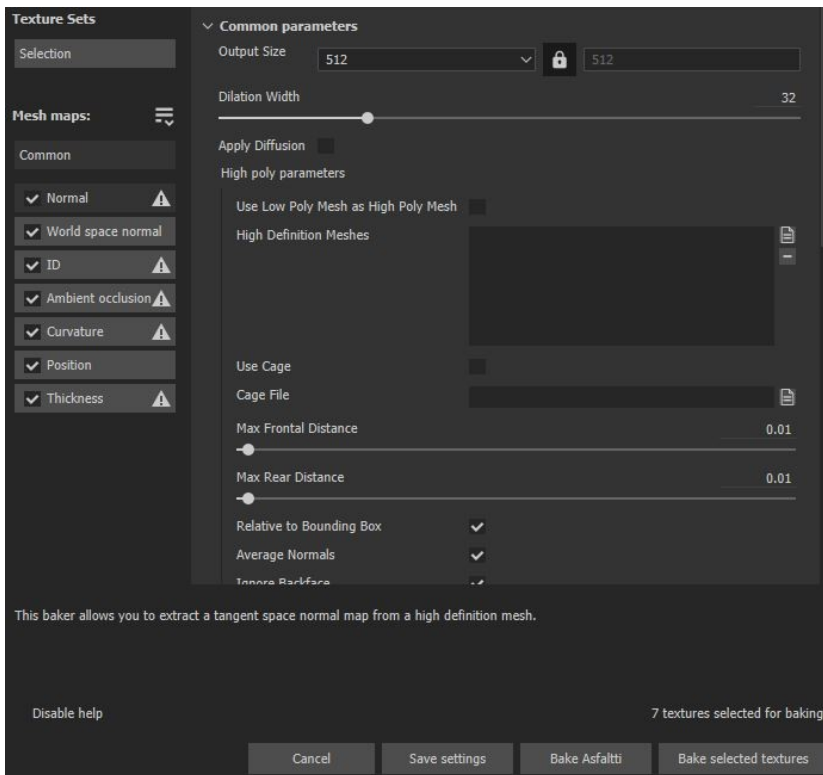 Texture Sets
Selection
Mesh maps:
Common
Normal
World space normal
ID
Ambient occlusion
Curvature
Position
Thickness
Common parameters
Output Size 512 512
Dilation Width 32
Apply Diffusion
High poly parameters
Use Low Poly Mesh as High Poly Mesh
High Definition Meshes
Use Cage
Cage File
Max Frontal Distance 0.01
Max Rear Distance 0.01
Relative to Bounding Box
Average Normals
Ignore Backface
This baker allows you to extract a tangent space normal map from a high definition mesh.
Disable help 7 textures selected for baking
Cancel Save settings Bake Asfaltti Bake selected textures